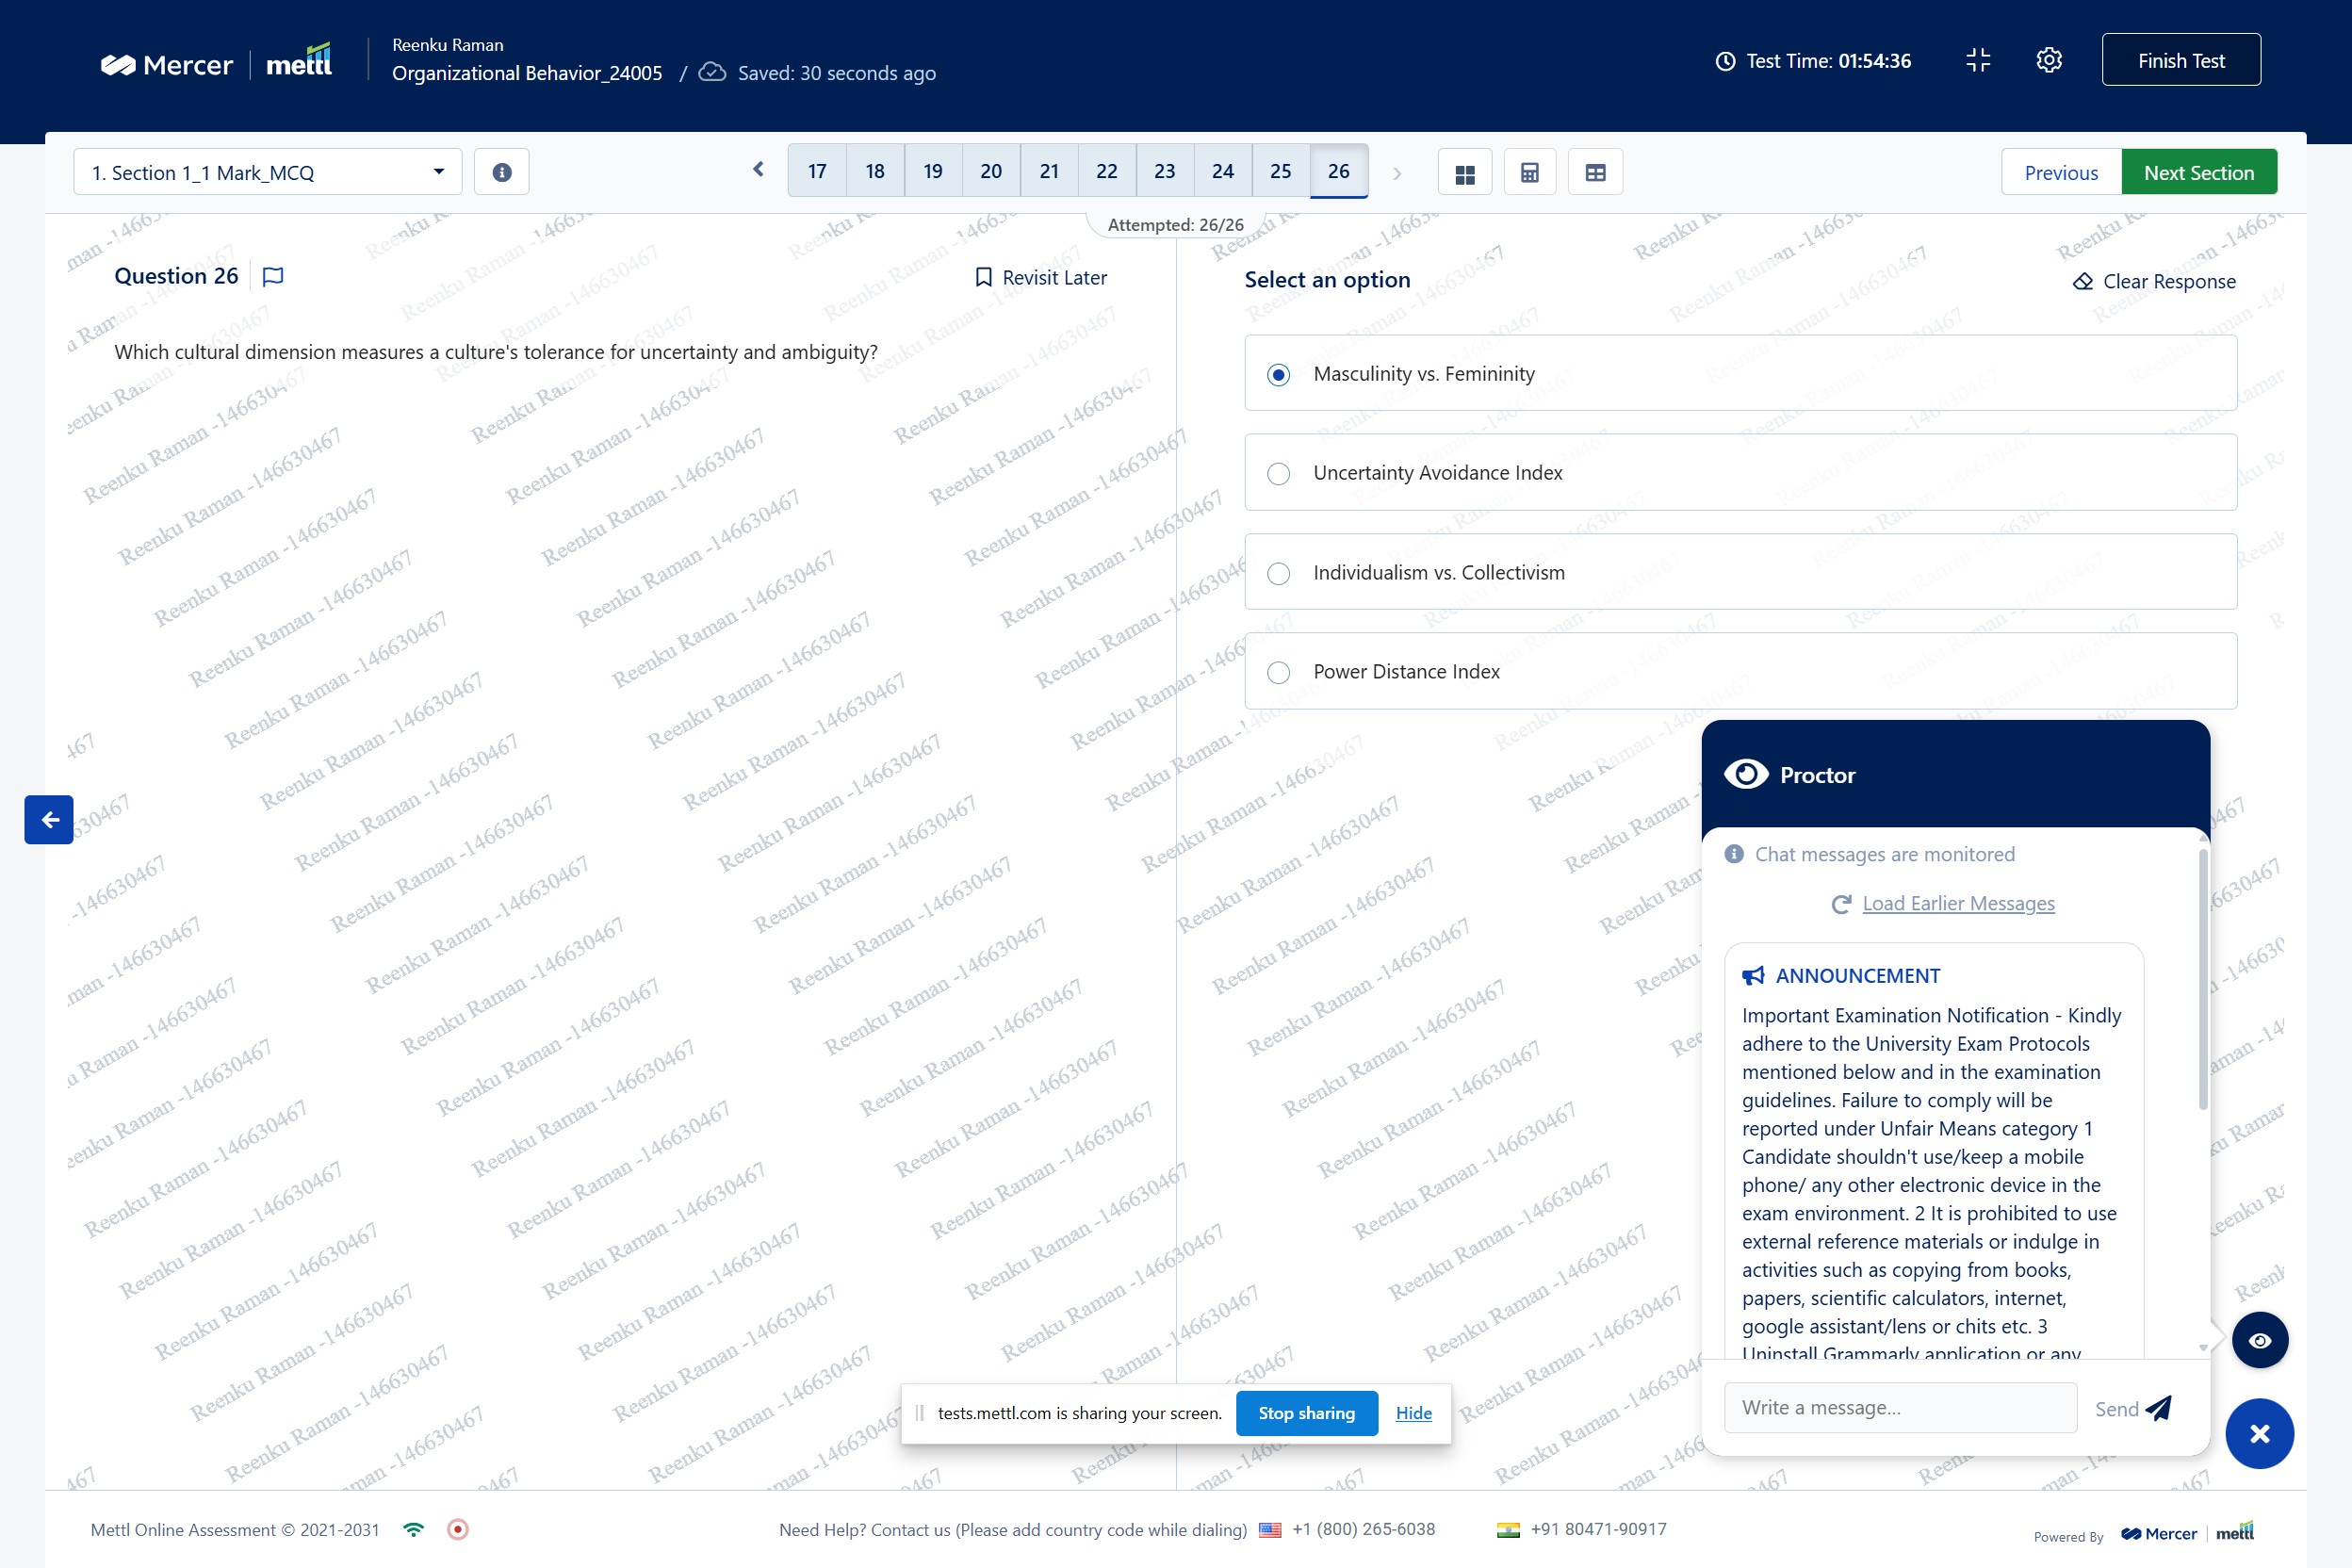 Mercer | mettl
Reenku Raman
Organizational Behavior_24005 / Saved: 30 seconds ago
Test Time: 01:54:36
Finish Test
1. Section 1_1 Mark_MCQ
17 18 19 20 21 22 23 24 25 26
Previous
Next Section
Attempted: 26/26
Question 26
Revisit Later
Which cultural dimension measures a culture's tolerance for uncertainty and ambiguity?
Select an option
Clear Response
Masculinity vs. Femininity
Uncertainty Avoidance Index
Individualism vs. Collectivism
Power Distance Index
Reenku Raman -146630467
Proctor
Chat messages are monitored
Load Earlier Messages
ANNOUNCEMENT
Important Examination Notification - Kindly
adhere to the University Exam Protocols
mentioned below and in the examination
guidelines. Failure to comply will be
reported under Unfair Means category 1
Candidate shouldn't use/keep a mobile
phone/ any other electronic device in the
exam environment. 2 It is prohibited to use
external reference materials or indulge in
activities such as copying from books,
papers, scientific calculators, internet,
google assistant/lens or chits etc. 3
Uninstall Grammarly application or any
Write a message...
Send
tests.mettl.com is sharing your screen.
Stop sharing
Hide
Mettl Online Assessment © 2021-2031
Need Help? Contact us (Please add country code while dialing) +1 (800) 265-6038 +91 80471-90917
Powered By Mercer | mettl